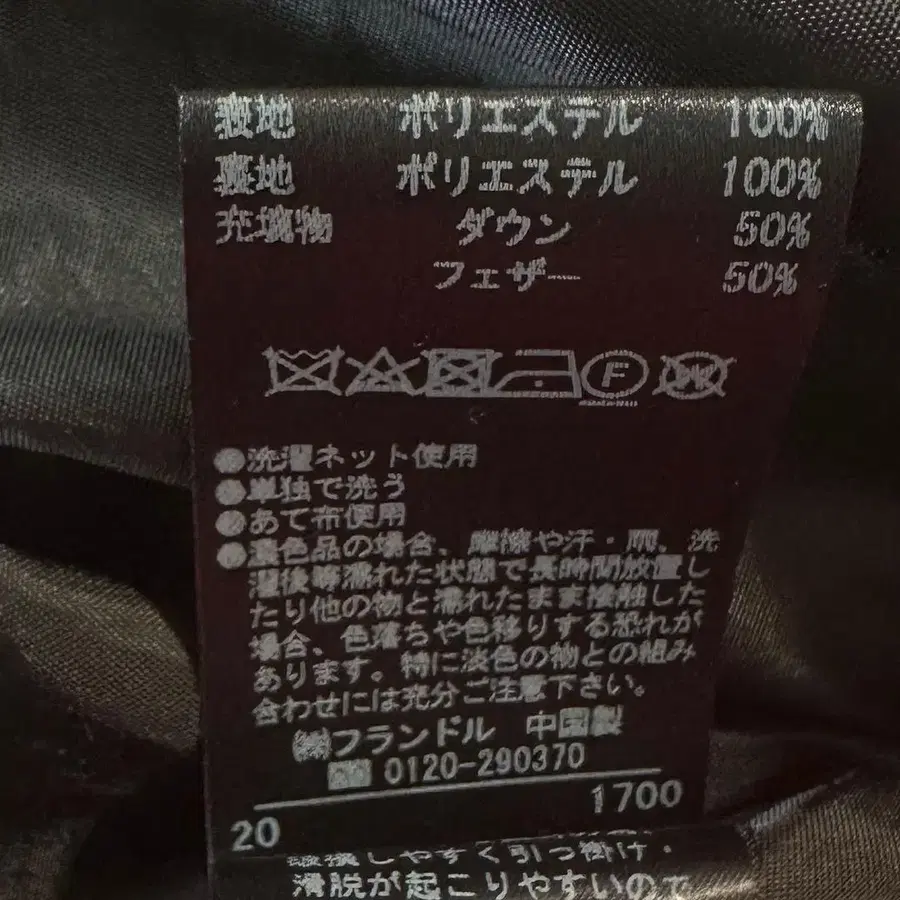 表地 ポリエステル 100%
裏地 ポリエステル 100%
充填物 ダウン 50%
フェザー 50%
F
●洗濯ネット使用
●単独で洗う
●あて布使用
●濃色品の場合、摩擦や汗・雨、洗
濯後等濡れた状態で長時間放置し
たり他の物と濡れたまま接触した
場合、色落ちや色移りする恐れが
あります。特に淡色の物との組み
合わせには充分ご注意下さい。
㈱フランドル 中国製
0120-290370
1700
20
しやすく引っ掛け・
滑脱が起こりやすいので